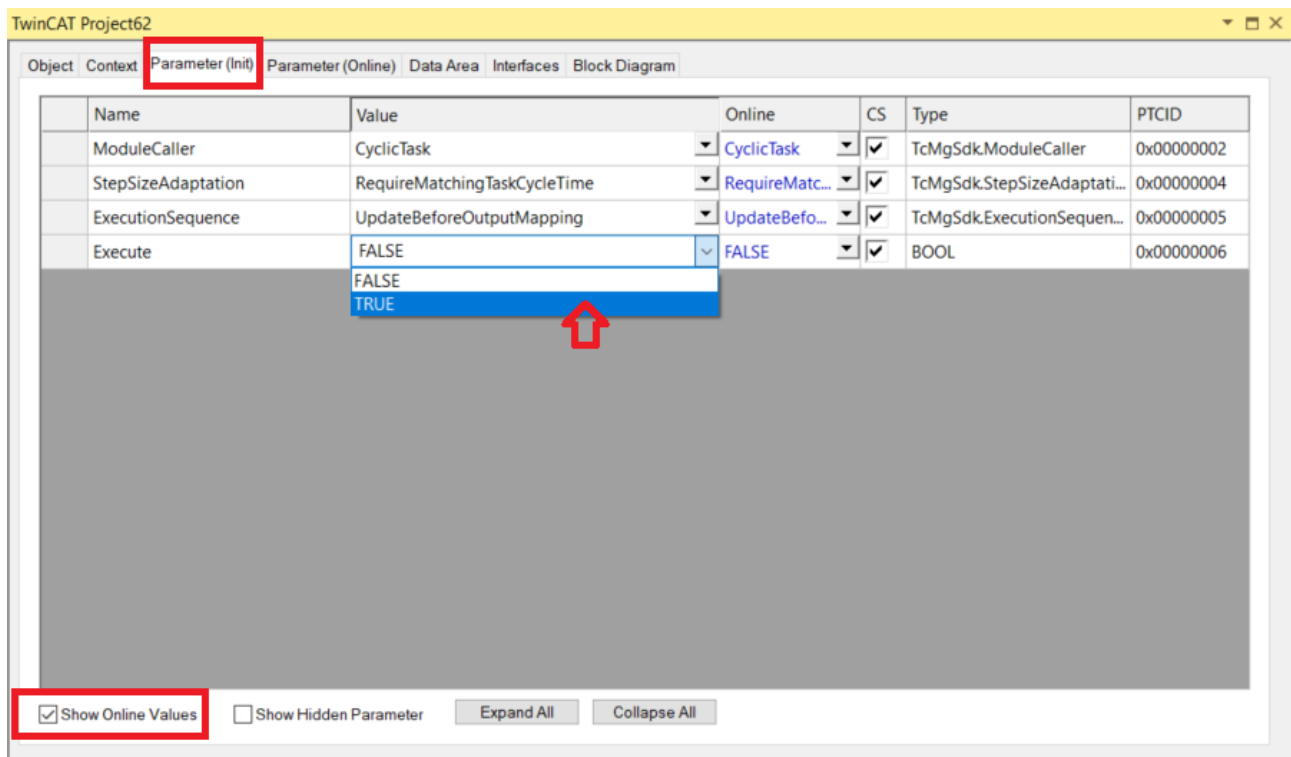 TwinCAT Project62
Object Context Parameter (Init) Parameter (Online) Data Area Interfaces Block Diagram
Name Value Online CS Type PTCID
ModuleCaller CyclicTask CyclicTask TcMgSdk.ModuleCaller 0x00000002
StepSizeAdaptation RequireMatchingTaskCycleTime RequireMatc... TcMgSdk.StepSizeAdaptati... 0x00000004
ExecutionSequence UpdateBeforeOutputMapping UpdateBefo... TcMgSdk.ExecutionSequen... 0x00000005
Execute FALSE FALSE BOOL 0x00000006
FALSE
TRUE
Show Online Values Show Hidden Parameter Expand All Collapse All